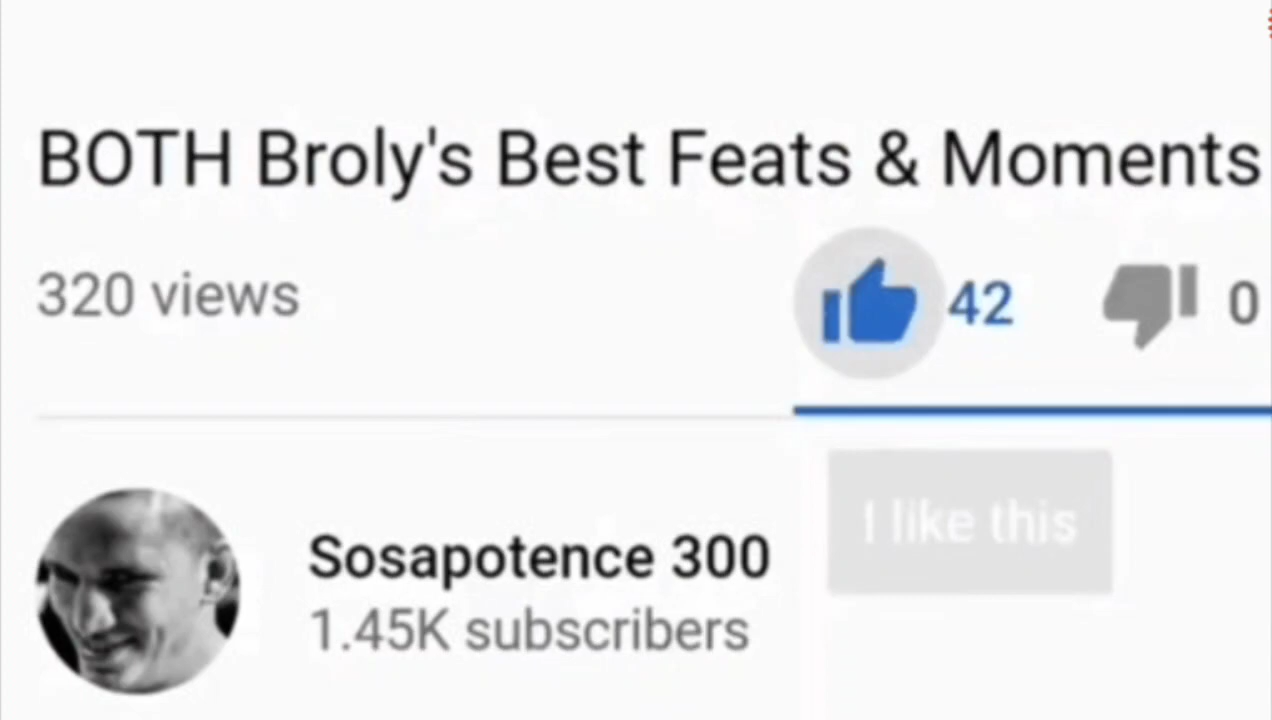 BOTH Broly's Best Feats & Moments
320 views
42
0
I like this
Sosapotence 300
1.45K subscribers